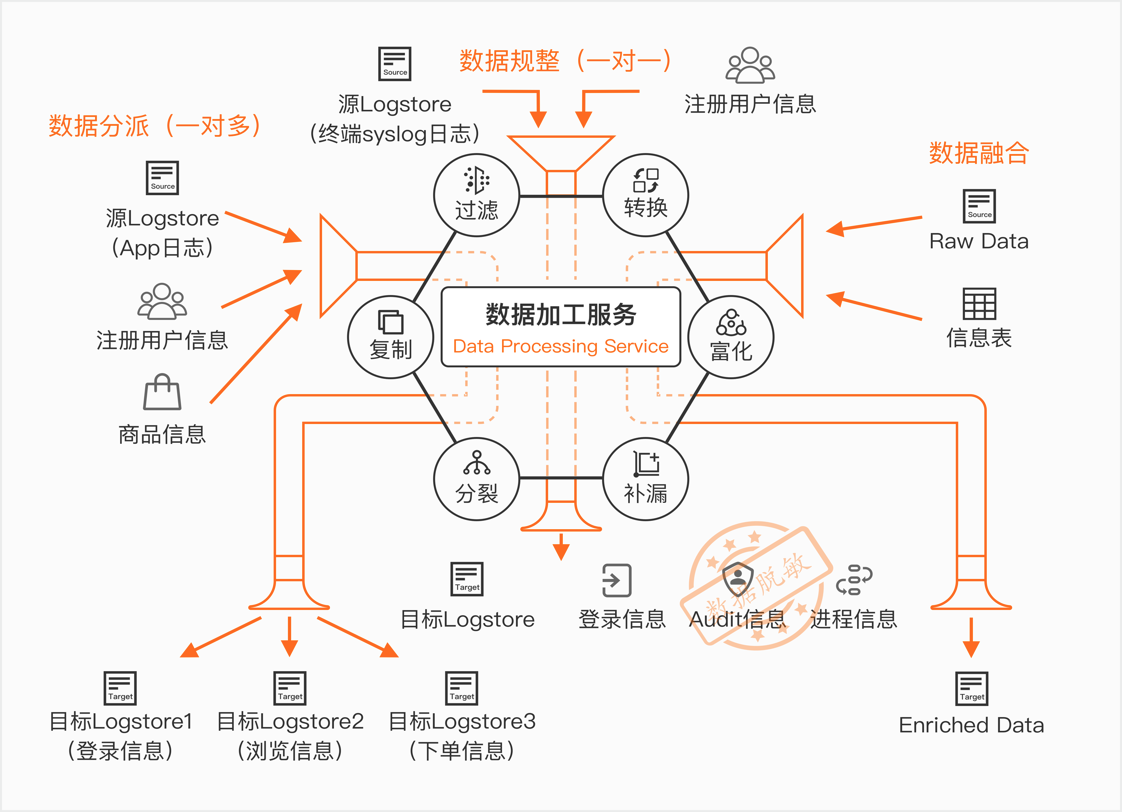 数据规整（一对一）
Source
源Logstore
（终端syslog日志）
注册用户信息
数据分派（一对多）
Source
源Logstore
（App日志）
注册用户信息
商品信息
数据融合
Source
Raw Data
信息表
过滤
转换
复制
数据加工服务
Data Processing Service
富化
分裂
补漏
Target
目标Logstore
登录信息
Audit信息
进程信息
数据脱敏
Target
目标Logstore1
（登录信息）
Target
目标Logstore2
（浏览信息）
Target
目标Logstore3
（下单信息）
Target
Enriched Data